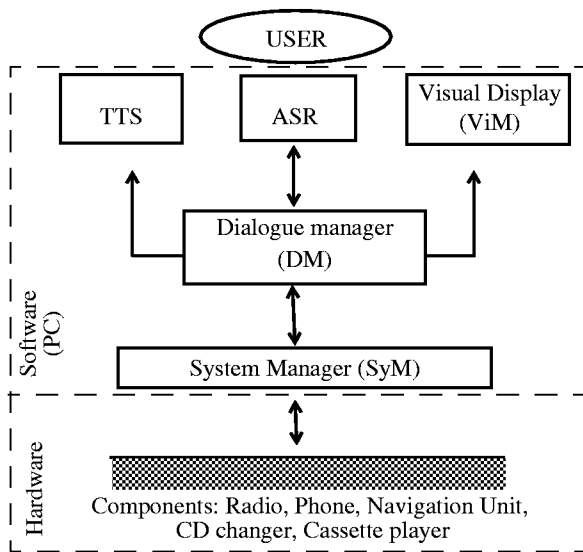 USER
TTS
ASR
Visual Display
(ViM)
Dialogue manager
(DM)
Software
(PC)
System Manager (SyM)
Hardware
Components: Radio, Phone, Navigation Unit,
CD changer, Cassette player